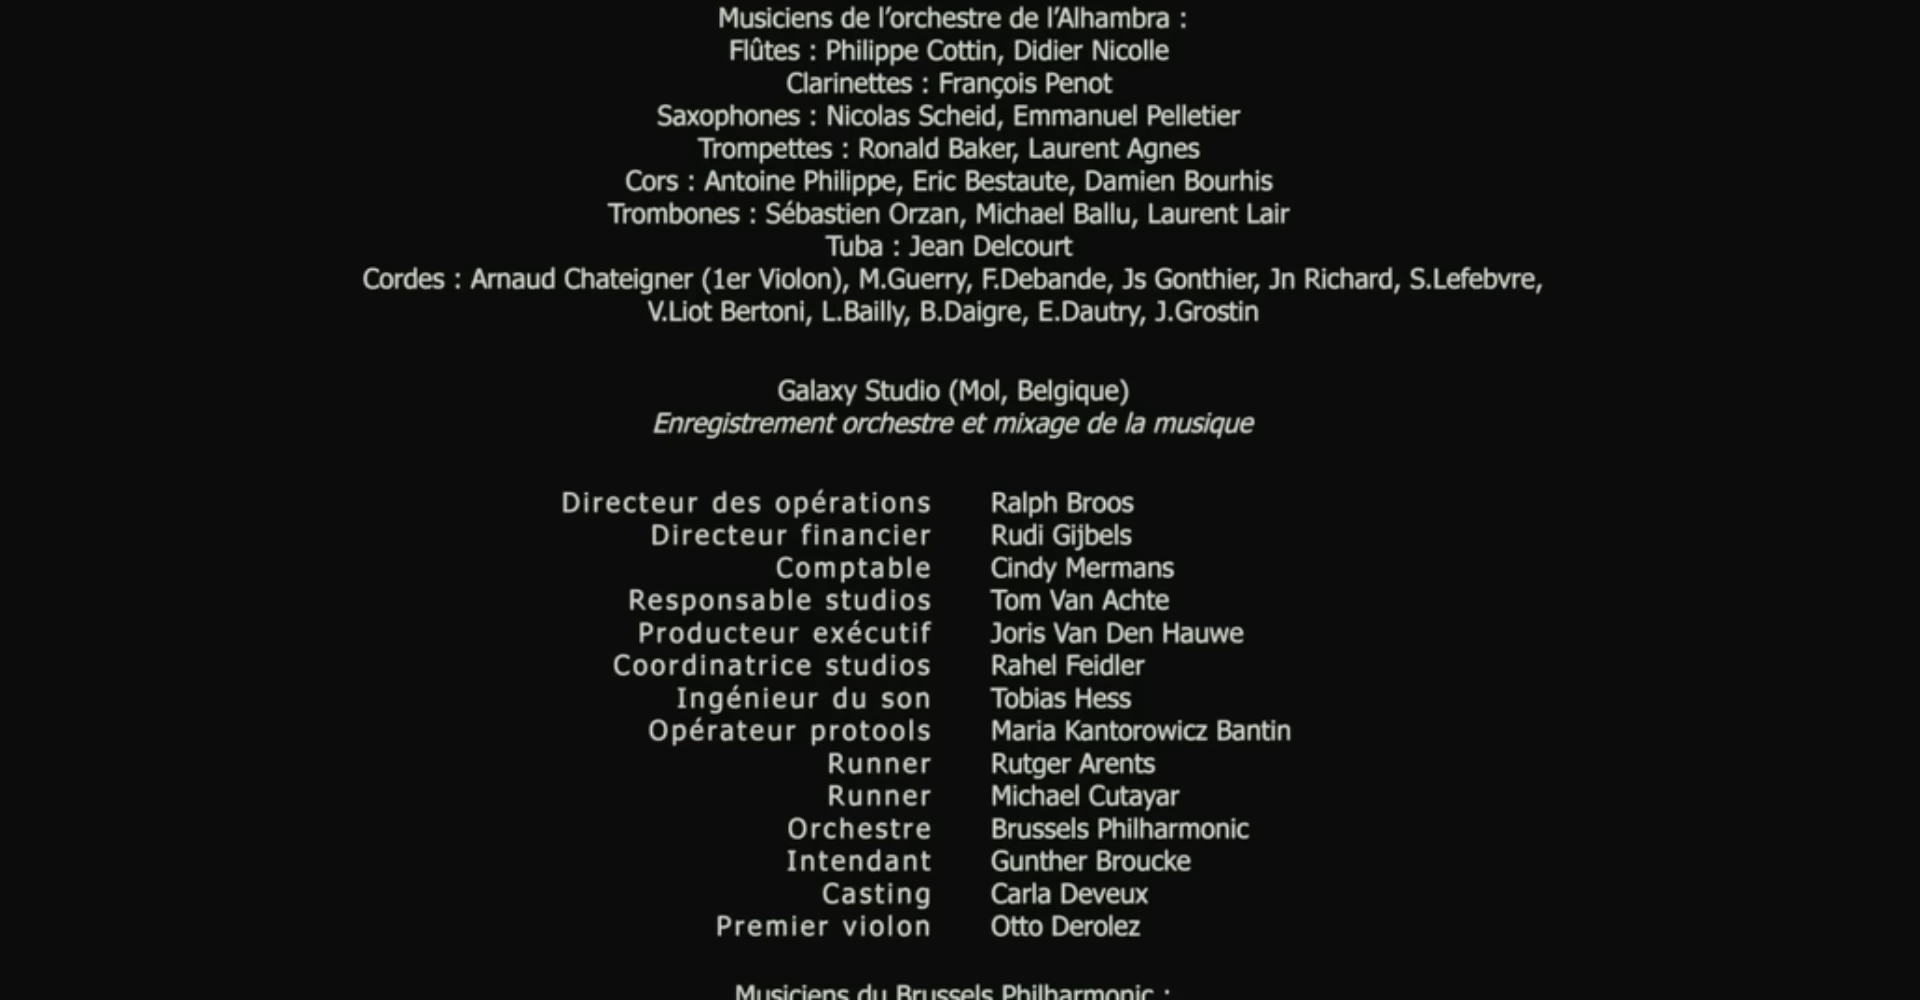 Musiciens de l'orchestre de l'Alhambra :
Flûtes : Philippe Cottin, Didier Nicolle
Clarinettes : François Penot
Saxophones : Nicolas Scheid, Emmanuel Pelletier
Trompettes : Ronald Baker, Laurent Agnes
Cors : Antoine Philippe, Eric Bestaute, Damien Bourhis
Trombones : Sébastien Orzan, Michael Ballu, Laurent Lair
Tuba : Jean Delcourt
Cordes : Arnaud Chateigner (1er Violon), M.Guerry, F.Debande, Js Gonthier, Jn Richard, S.Lefebvre,
V.Liot Bertoni, L.Bailly, B.Daigre, E.Dautry, J.Grostin
Galaxy Studio (Mol, Belgique)
Enregistrement orchestre et mixage de la musique
Directeur des opérations Ralph Broos
Directeur financier Rudi Gijbels
Comptable Cindy Mermans
Responsable studios Tom Van Achte
Producteur exécutif Joris Van Den Hauwe
Coordinatrice studios Rahel Feidler
Ingénieur du son Tobias Hess
Opérateur protools Maria Kantorowicz Bantin
Runner Rutger Arents
Runner Michael Cutayar
Orchestre Brussels Philharmonic
Intendant Gunther Broucke
Casting Carla Deveux
Premier violon Otto Derolez
Musiciens du Brussels Philharmonic :